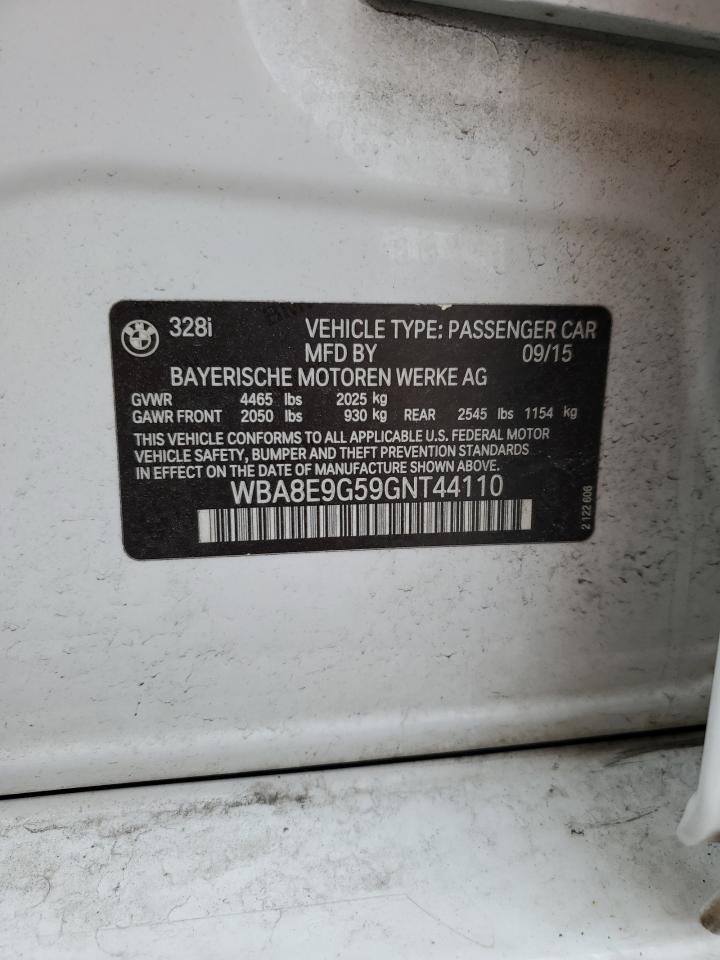 328i VEHICLE TYPE: PASSENGER CAR
MFD BY 09/15
BAYERISCHE MOTOREN WERKE AG
GVWR 4465 lbs 2025 kg
GAWR FRONT 2050 lbs 930 kg REAR 2545 lbs 1154 kg
THIS VEHICLE CONFORMS TO ALL APPLICABLE U.S. FEDERAL MOTOR
VEHICLE SAFETY, BUMPER AND THEFT PREVENTION STANDARDS
IN EFFECT ON THE DATE OF MANUFACTURE SHOWN ABOVE.
WBA8E9G59GNT44110
2 122 606